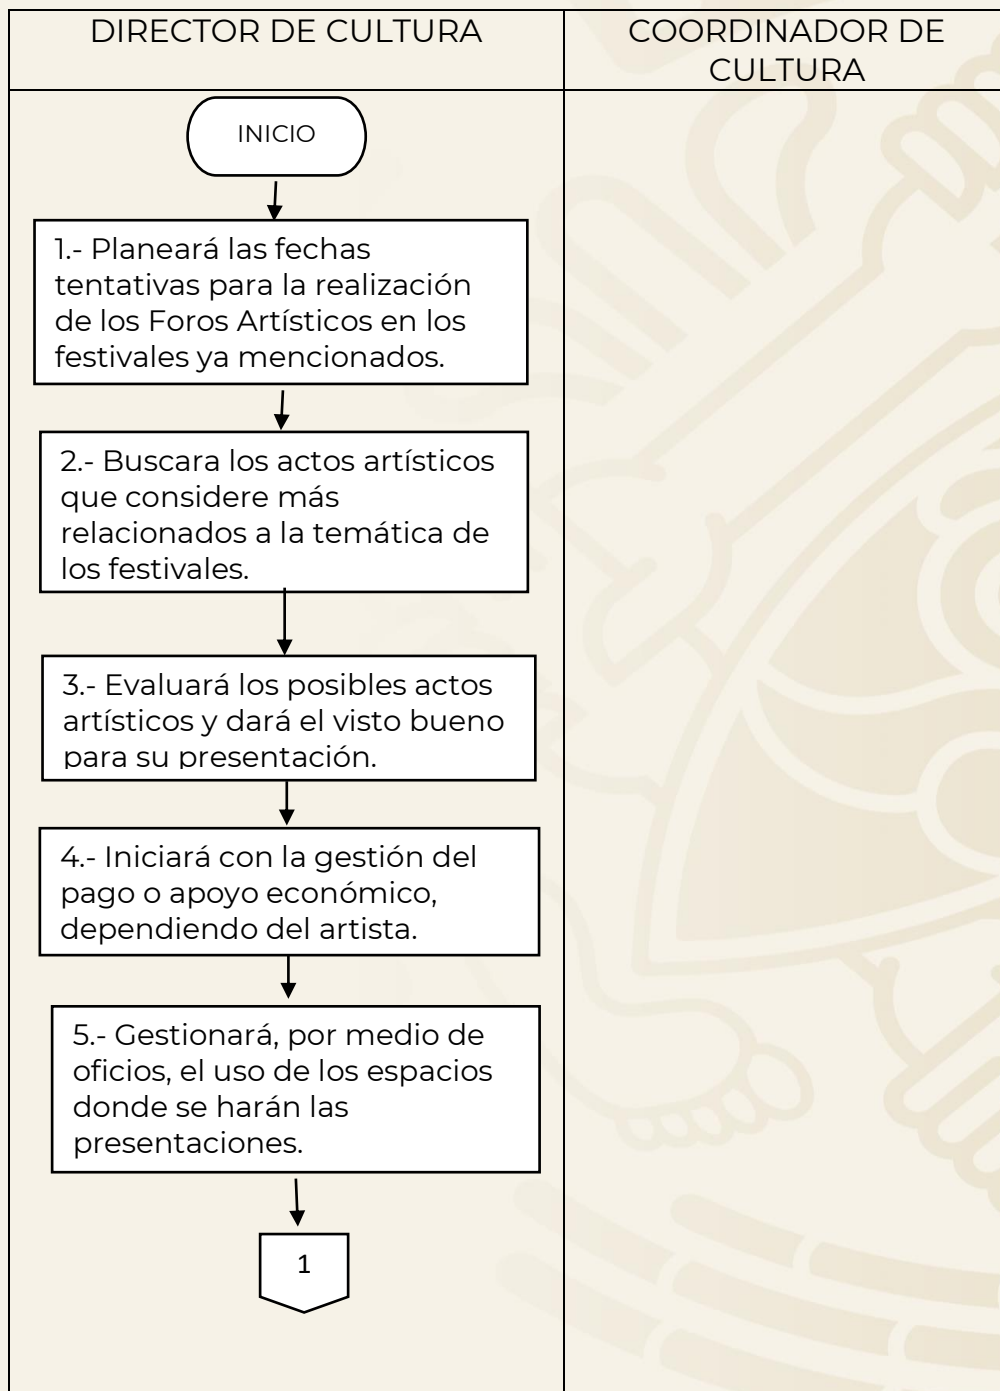 DIRECTOR DE CULTURA
COORDINADOR DE
CULTURA
INICIO
1.- Planeará las fechas
tentativas para la realización
de los Foros Artísticos en los
festivales ya mencionados.
2.- Buscara los actos artísticos
que considere más
relacionados a la temática de
los festivales.
3.- Evaluará los posibles actos
artísticos y dará el visto bueno
para su presentación.
4.- Iniciará con la gestión del
pago o apoyo económico,
dependiendo del artista.
5.- Gestionará, por medio de
oficios, el uso de los espacios
donde se harán las
presentaciones.
1